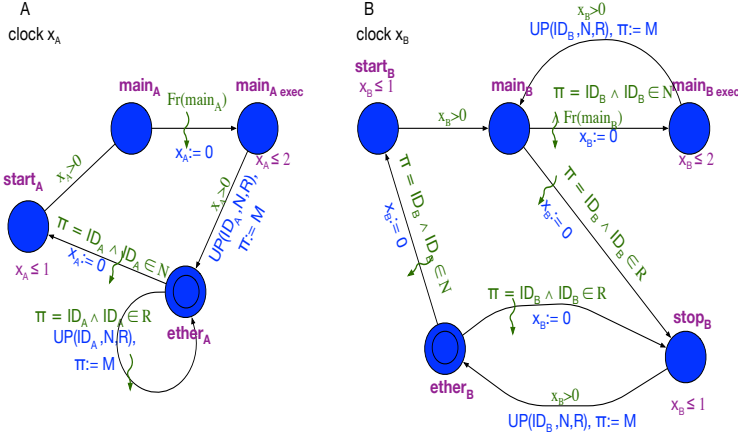 A
clock x_A
main_A
main_A exec
Fr(main_A)
x_A:= 0
x_A ≤ 2
x_A>0
start_A
x_A ≤ 1
x_A>0
UP(ID_A ,N,R),
π:= M
π = ID_A ∧ ID_A ∈ N
x_A:= 0
π = ID_A ∧ ID_A ∈ R
UP(ID_A ,N,R),
π:= M
ether_A
B
clock x_B
x_B>0
UP(ID_B ,N,R), π:= M
start_B
x_B ≤ 1
main_B
main_B exec
π = ID_B ∧ ID_B ∈ N
x_B>0
Fr(main_B)
x_B:= 0
x_B ≤ 2
π = ID_B ∧ ID_B ∈ N
x_B:= 0
π = ID_B ∧ ID_B ∈ R
x_B:= 0
π = ID_B ∧ ID_B ∈ R
x_B:= 0
stop_B
x_B ≤ 1
ether_B
x_B>0
UP(ID_B ,N,R), π:= M